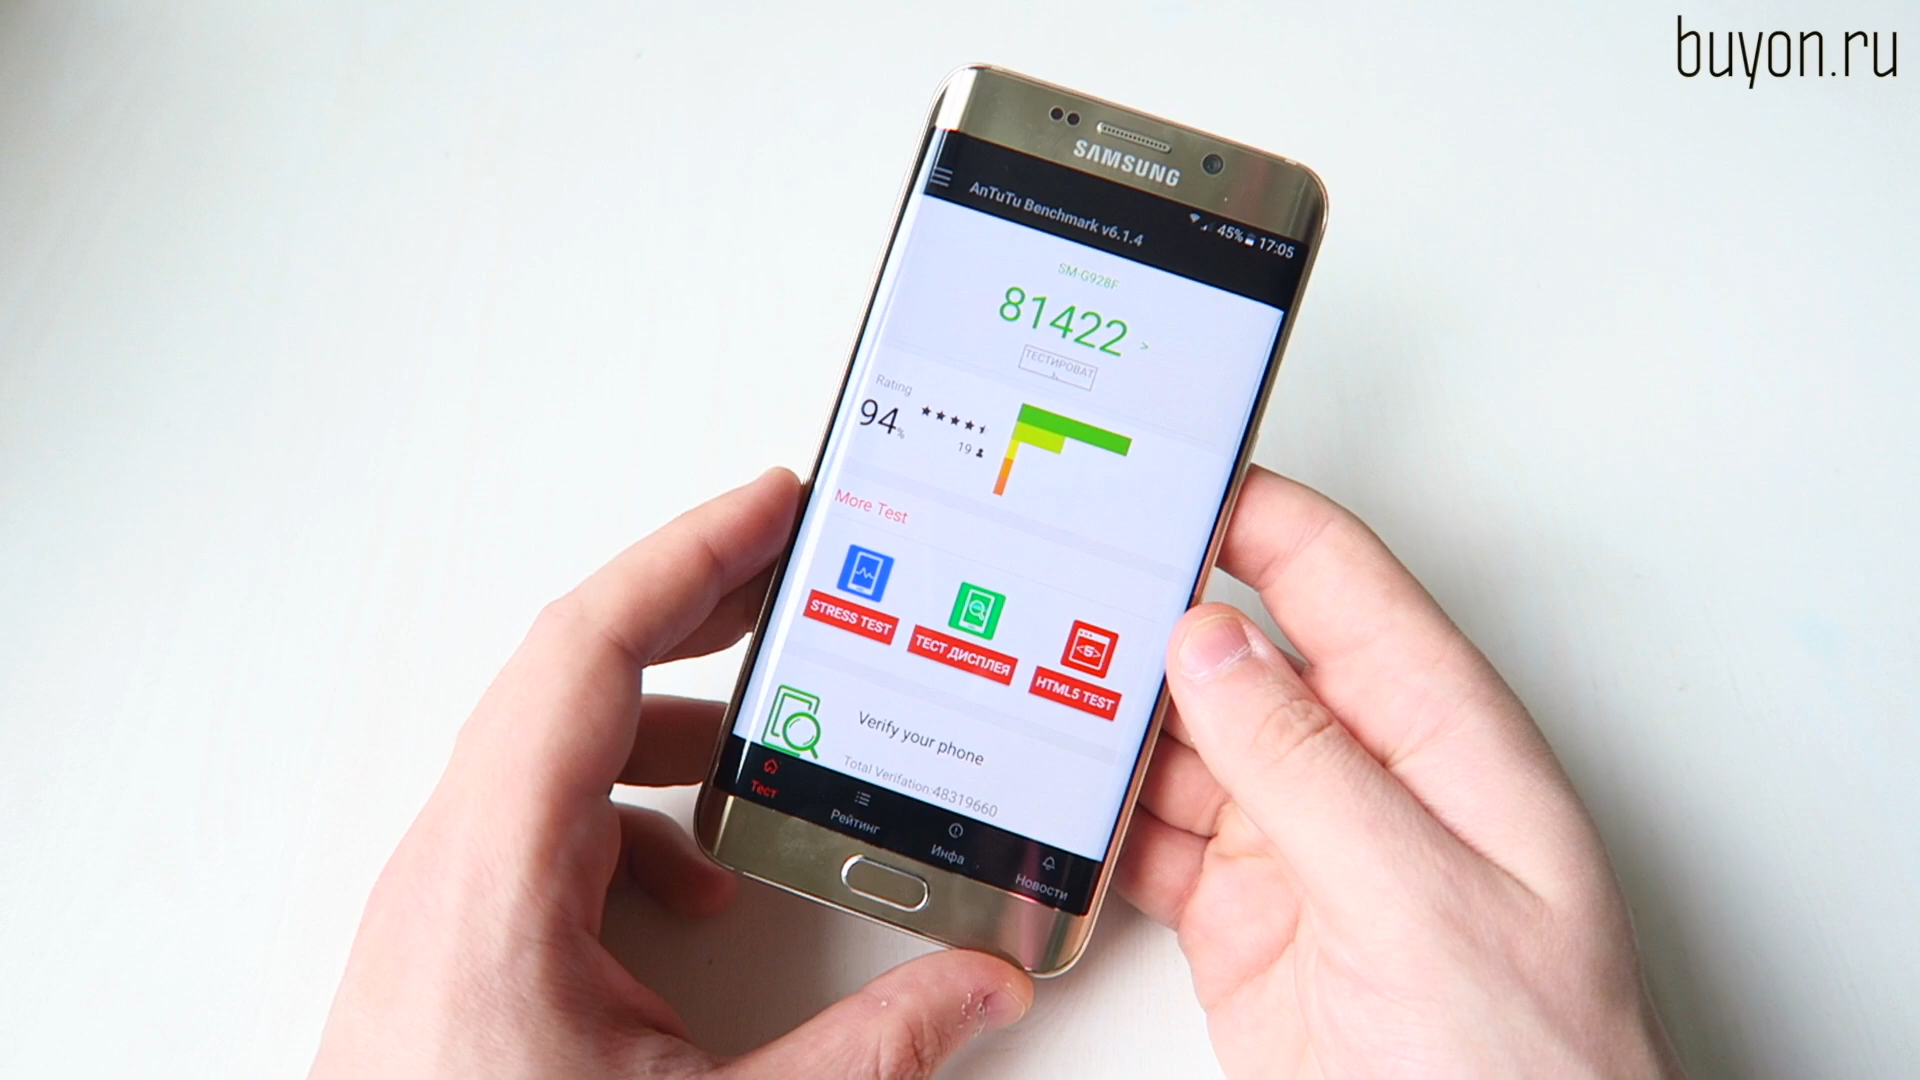 buyon.ru
SAMSUNG
AnTuTu Benchmark v6.1.4
45% 17:05
SM-G928F
81422 >
ТЕСТИРОВАТ
Ь
Rating
94%
19
More Test
STRESS TEST
ТЕСТ ДИСПЛЕЯ
HTML5 TEST
Verify your phone
Total Verifation:48319660
Тест
Рейтинг
Инфа
Новости